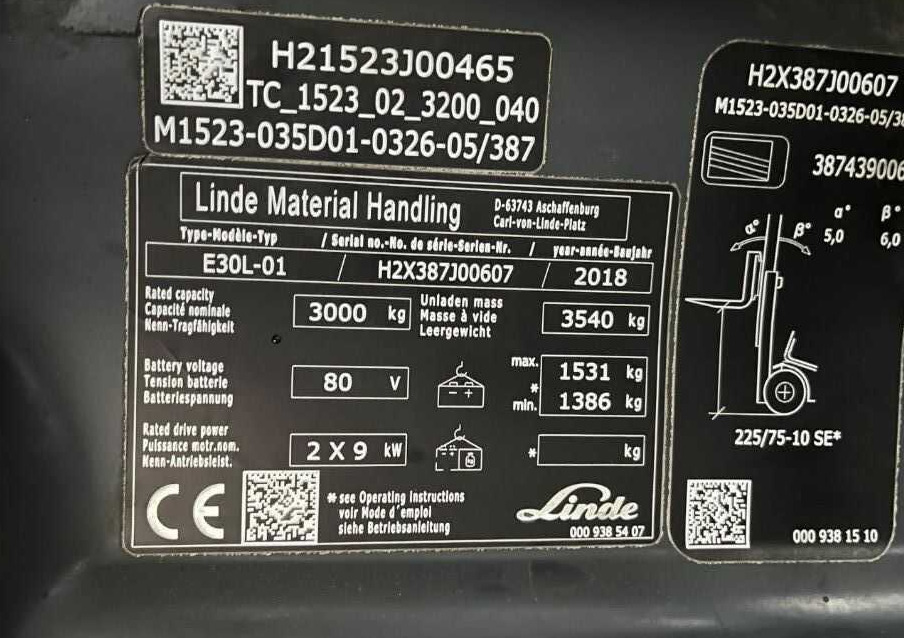 H21523J00465
TC_1523_02_3200_040
M1523-035D01-0326-05/387
Linde Material Handling
D-63743 Aschaffenburg
Carl-von-Linde-Platz
Type-Modèle-Typ / Serial no.-No. de série-Serien-Nr. / year-année-Baujahr
E30L-01 / H2X387J00607 / 2018
Rated capacity
Capacité nominale
Nenn-Tragfähigkeit
3000 kg
Unladen mass
Masse à vide
Leergewicht
3540 kg
Battery voltage
Tension batterie
Batteriespannung
80 V
- +
max. 1531 kg
*
min. 1386 kg
Rated drive power
Puissance motr.nom.
Nenn-Antriebsleist.
2 X 9 kW
* kg
CE
* see Operating instructions
voir Mode d'emploi
siehe Betriebsanleitung
Linde
000 938 54 07
H2X387J00607
M1523-035D01-0326-05/38
387439006
α° β°
α° β° 5,0 6,0
225/75-10 SE*
000 938 15 10